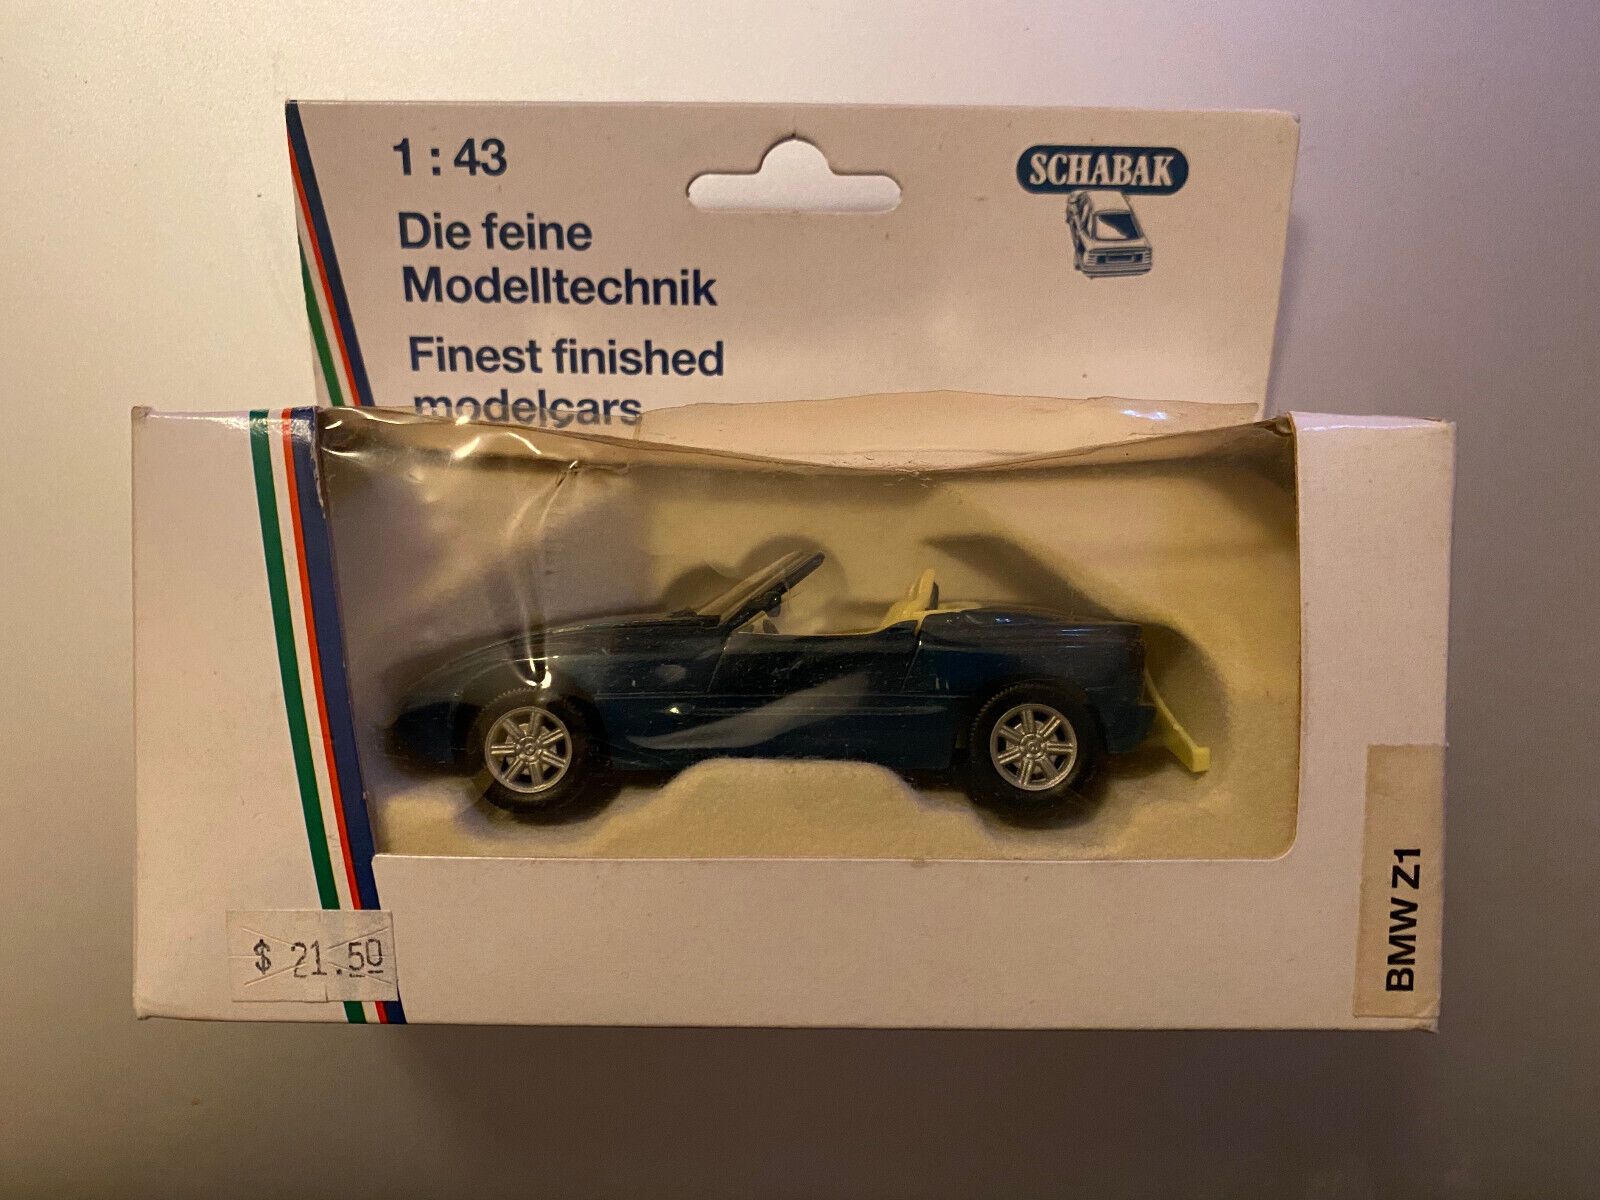 1 : 43
Die feine
Modelltechnik
Finest finished
modelcars
SCHABAK
$ 21.50
BMW Z1